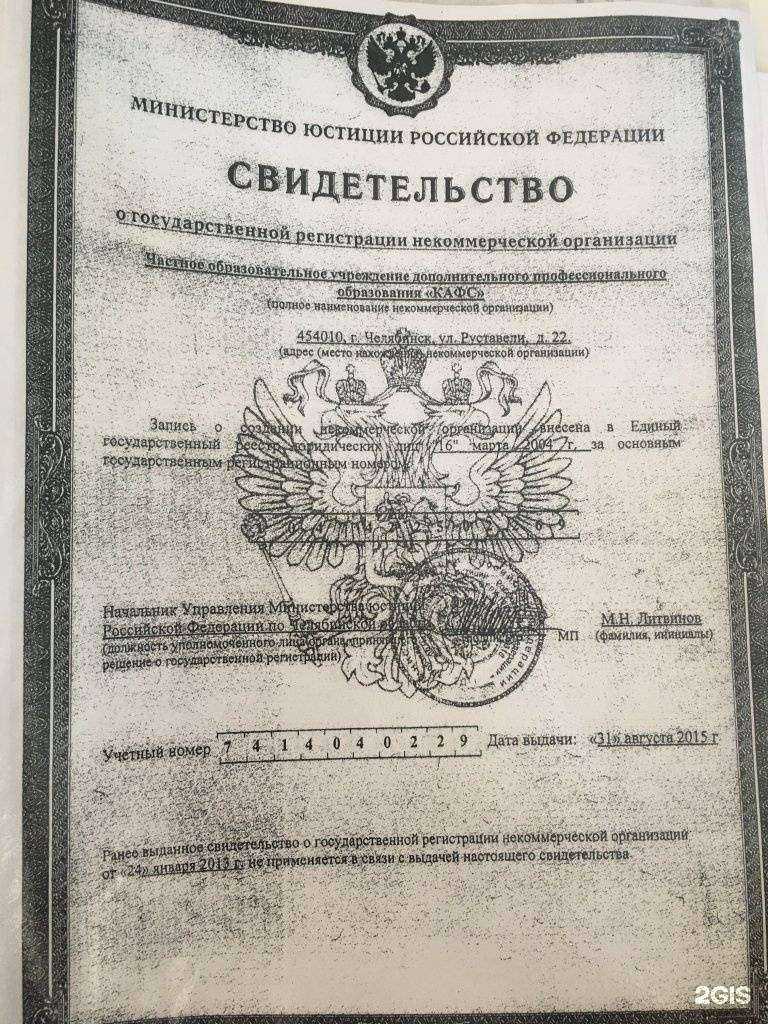 МИНИСТЕРСТВО ЮСТИЦИИ РОССИЙСКОЙ ФЕДЕРАЦИИ
СВИДЕТЕЛЬСТВО
о государственной регистрации некоммерческой организации
Частное образовательное учреждение дополнительного профессионального
образования «КАФС»
(полное наименование некоммерческой организации)
454010, г. Челябинск, ул. Руставели, д. 22.
(адрес (место нахождения) некоммерческой организации)
Запись о создании некоммерческой организации внесена в Единый
государственный реестр юридических лиц "16" марта 2004 г. за основным
государственным регистрационным номером
Начальник Управления Министерства юстиции
Российской Федерации по Челябинской области
(должность уполномоченного лица органа, принявшего
решение о государственной регистрации)
МП
М.Н. Литвинов
(фамилия, инициалы)
Учетный номер 7 4 1 4 0 4 0 2 2 9 Дата выдачи: «31» августа 2015 г
Ранее выданное свидетельство о государственной регистрации некоммерческой организации
от «24» января 2013 г. не применяется в связи с выдачей настоящего свидетельства
2GIS